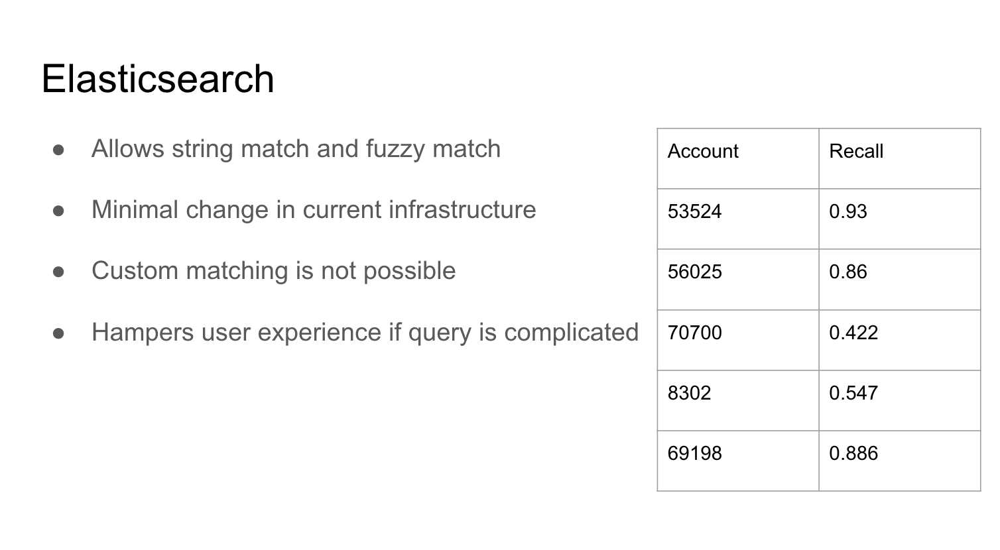 Elasticsearch
● Allows string match and fuzzy match
● Minimal change in current infrastructure
● Custom matching is not possible
● Hampers user experience if query is complicated
Account Recall
53524 0.93
56025 0.86
70700 0.422
8302 0.547
69198 0.886